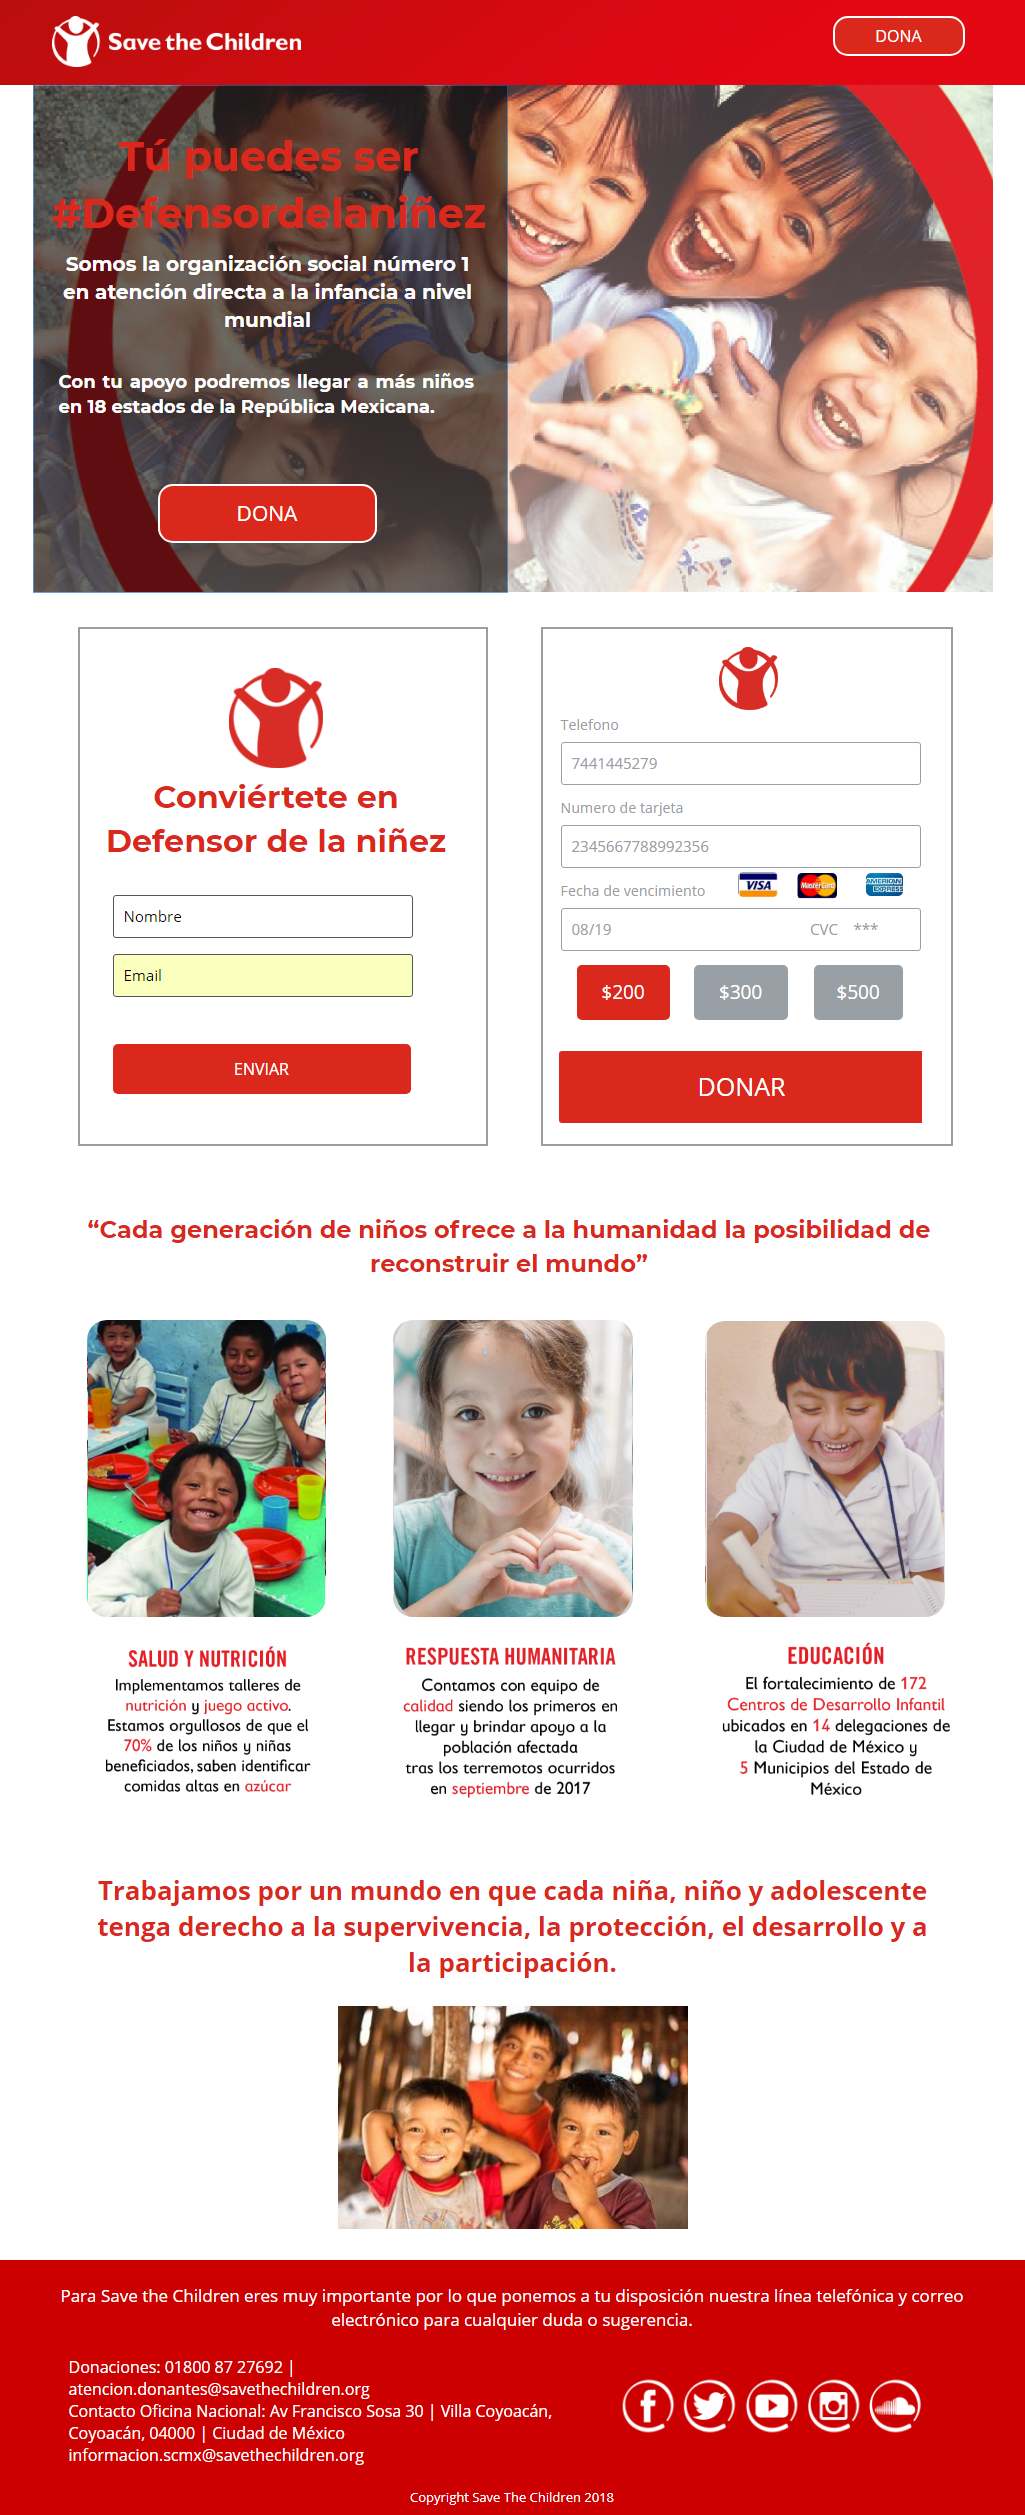 Save the Children
DONA
Tú puedes ser
#Defensordelaniñez
Somos la organización social número 1
en atención directa a la infancia a nivel
mundial
Con tu apoyo podremos llegar a más niños
en 18 estados de la República Mexicana.
DONA
Conviértete en
Defensor de la niñez
Nombre
Email
ENVIAR
Telefono
7441445279
Numero de tarjeta
2345667788992356
Fecha de vencimiento
VISA
MasterCard
AMERICAN
EXPRESS
08/19
CVC ***
$200
$300
$500
DONAR
“Cada generación de niños ofrece a la humanidad la posibilidad de
reconstruir el mundo”
SALUD Y NUTRICIÓN
Implementamos talleres de
nutrición y juego activo.
Estamos orgullosos de que el
70% de los niños y niñas
beneficiados, saben identificar
comidas altas en azúcar
RESPUESTA HUMANITARIA
Contamos con equipo de
calidad siendo los primeros en
llegar y brindar apoyo a la
población afectada
tras los terremotos ocurridos
en septiembre de 2017
EDUCACIÓN
El fortalecimiento de 172
Centros de Desarrollo Infantil
ubicados en 14 delegaciones de
la Ciudad de México y
5 Municipios del Estado de
México
Trabajamos por un mundo en que cada niña, niño y adolescente
tenga derecho a la supervivencia, la protección, el desarrollo y a
la participación.
Para Save the Children eres muy importante por lo que ponemos a tu disposición nuestra línea telefónica y correo
electrónico para cualquier duda o sugerencia.
Donaciones: 01800 87 27692 |
atencion.donantes@savethechildren.org
Contacto Oficina Nacional: Av Francisco Sosa 30 | Villa Coyoacán,
Coyoacán, 04000 | Ciudad de México
informacion.scmx@savethechildren.org
Copyright Save The Children 2018